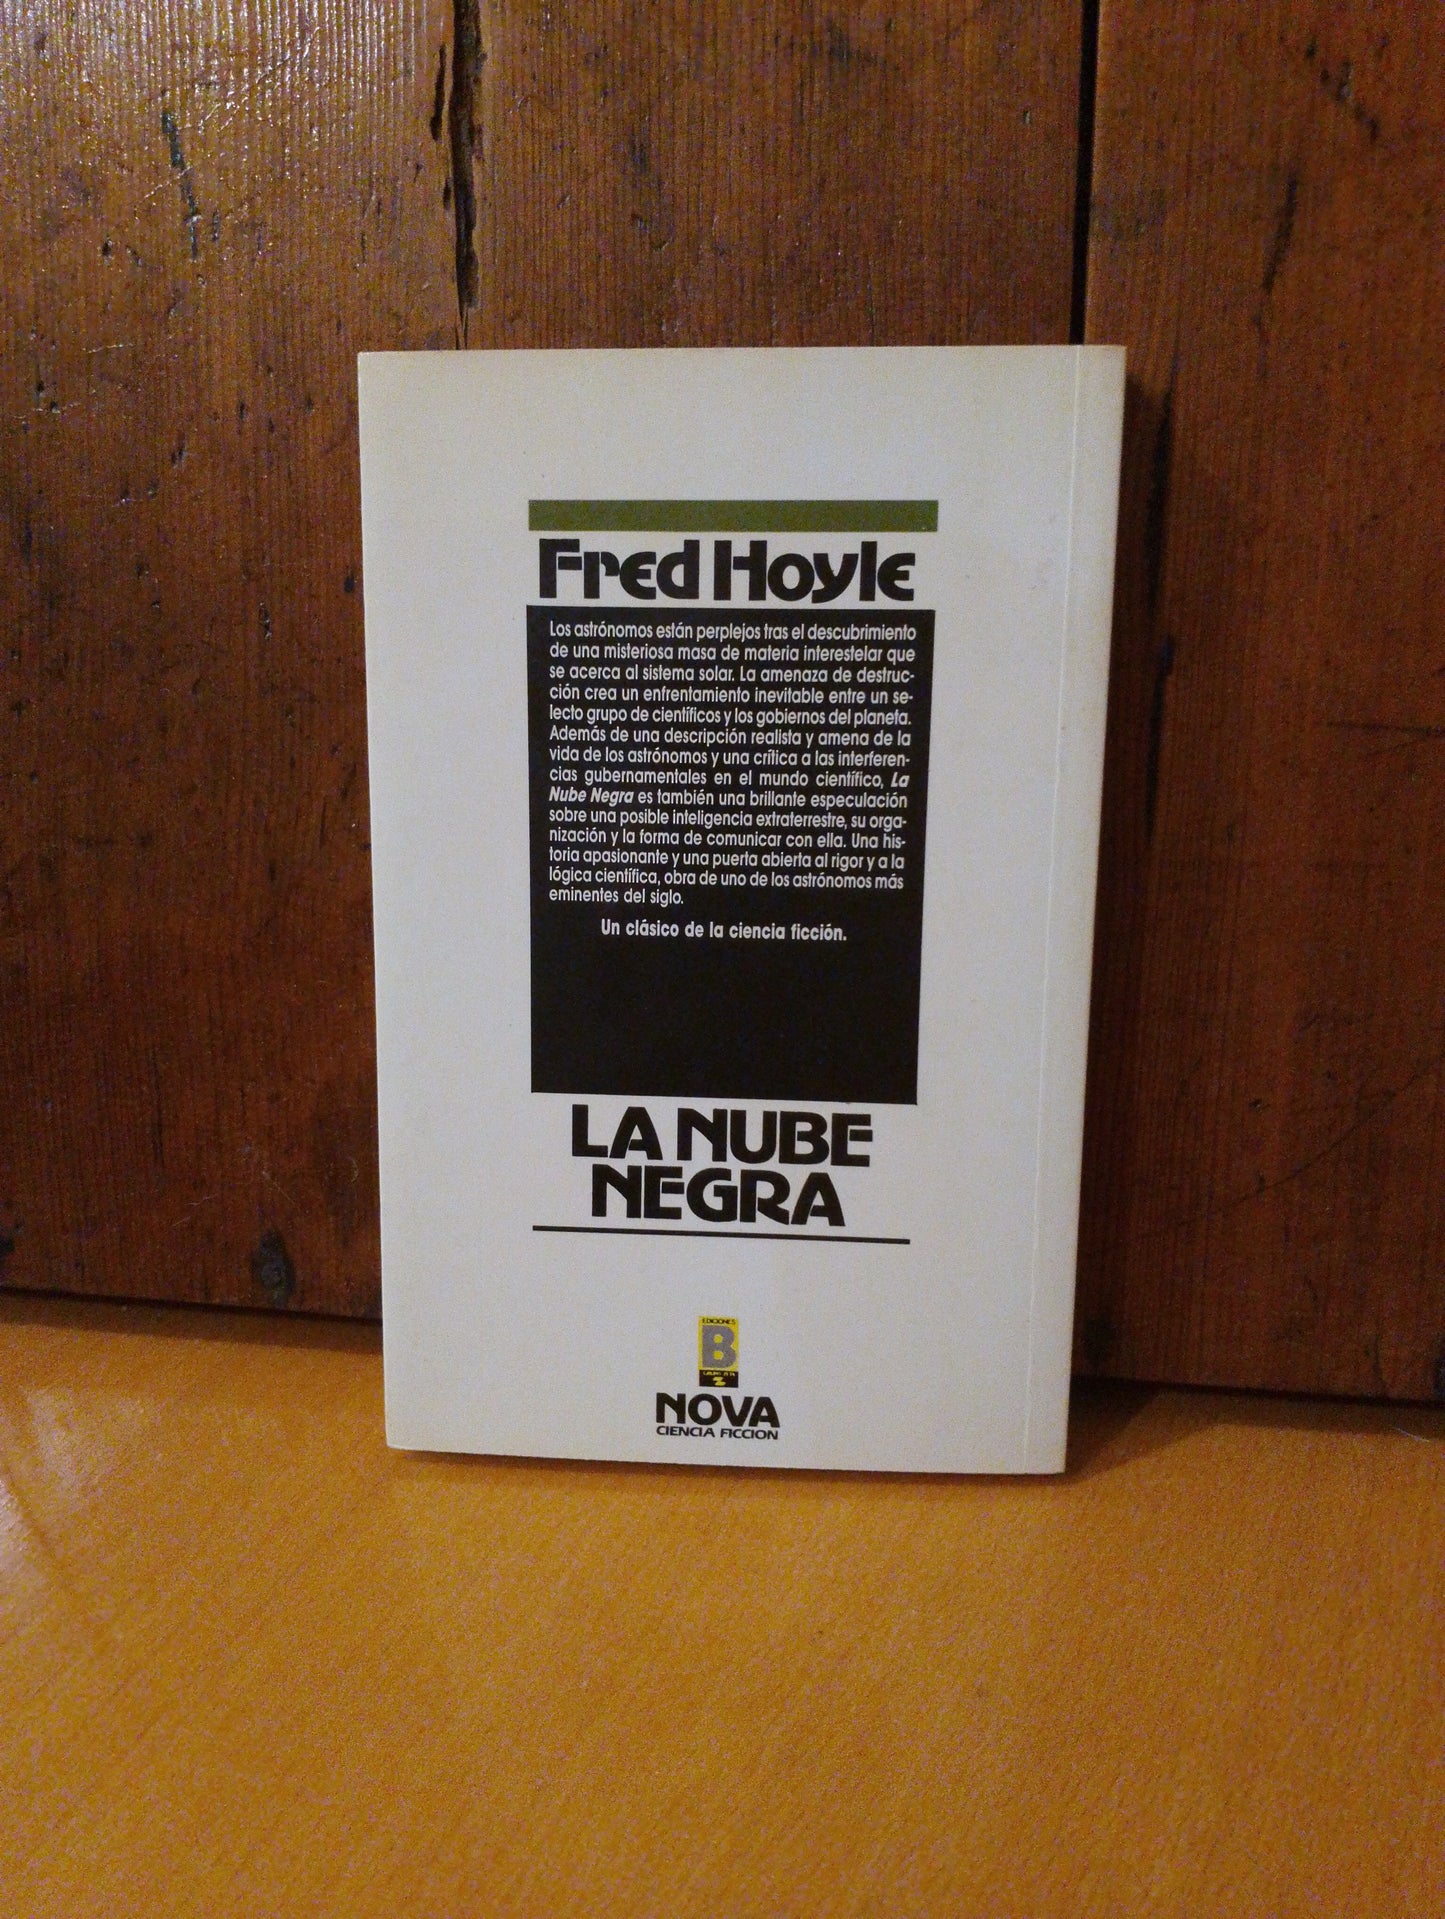 Fred Hoyle
Los astrónomos están perplejos tras el descubrimiento
de una misteriosa masa de materia interestelar que
se acerca al sistema solar. La amenaza de destruc-
ción crea un enfrentamiento inevitable entre un se-
lecto grupo de científicos y los gobiernos del planeta.
Además de una descripción realista y amena de la
vida de los astrónomos y una crítica a las interferen-
cias gubernamentales en el mundo científico, La
Nube Negra es también una brillante especulación
sobre una posible inteligencia extraterrestre, su orga-
nización y la forma de comunicar con ella. Una his-
toria apasionante y una puerta abierta al rigor y a la
lógica científica, obra de uno de los astrónomos más
eminentes del siglo.
Un clásico de la ciencia ficción.
LA NUBE
NEGRA
EDICIONES
B
GRUPO ZETA
NOVA
CIENCIA FICCION